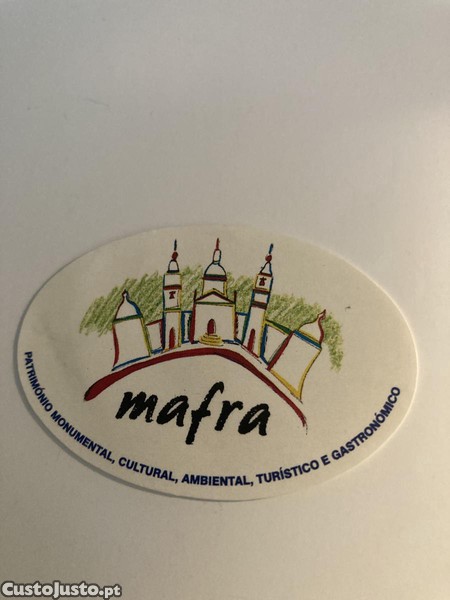 mafra
PATRIMÓNIO MONUMENTAL, CULTURAL, AMBIENTAL, TURÍSTICO E GASTRONÓMICO
CustoJusto.pt